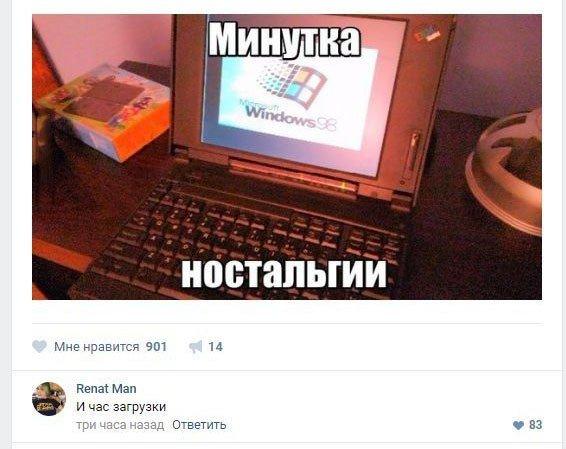 Минутка
Microsoft
Windows98
ностальгии
Мне нравится 901 14
Renat Man
И час загрузки
три часа назад Ответить 83